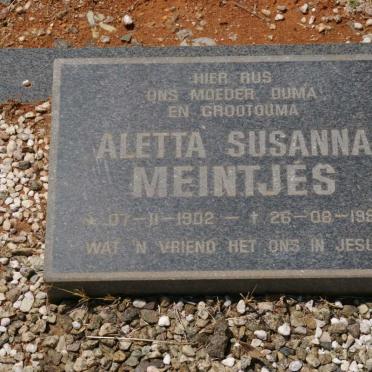 HIER RUS
ONS MOEDER OUMA
EN GROOTOUMA
ALETTA SUSANNA
MEINTJÉS
07-11-1902 – † 26-08-198
WAT 'N VRIEND HET ONS IN JESU